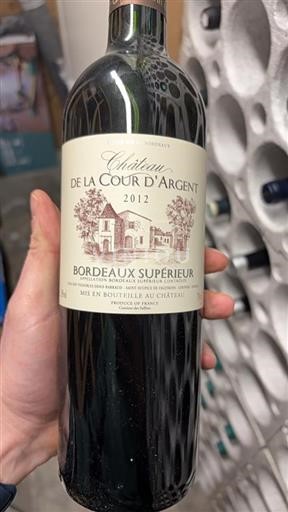 Château
DE LA COUR D'ARGENT
2012
BORDEAUX SUPÉRIEUR
APPELLATION BORDEAUX SUPÉRIEUR CONTRÔLÉE
MIS EN BOUTEILLE AU CHÂTEAU
PRODUCE OF FRANCE